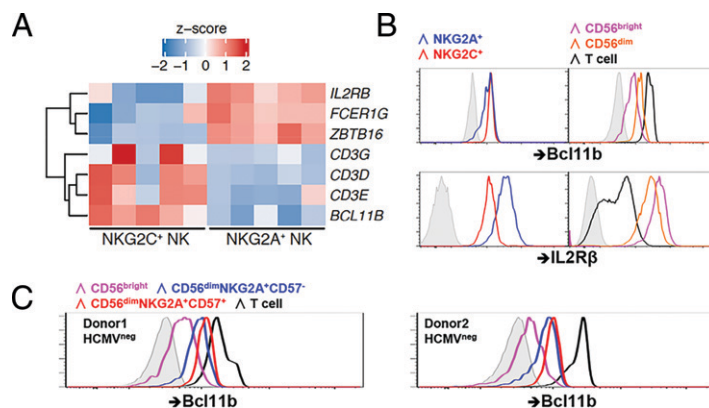 A
z-score
-2 -1 0 1 2
IL2RB
FCER1G
ZBTB16
CD3G
CD3D
CD3E
BCL11B
NKG2C+ NK
NKG2A+ NK
B
Λ NKG2A+
Λ NKG2C+
Λ CD56bright
Λ CD56dim
Λ T cell
➔Bcl11b
➔IL2Rβ
C
Λ CD56bright Λ CD56dimNKG2A+CD57-
Λ CD56dimNKG2A+CD57+ Λ T cell
Donor1
HCMVneg
➔Bcl11b
Donor2
HCMVneg
➔Bcl11b